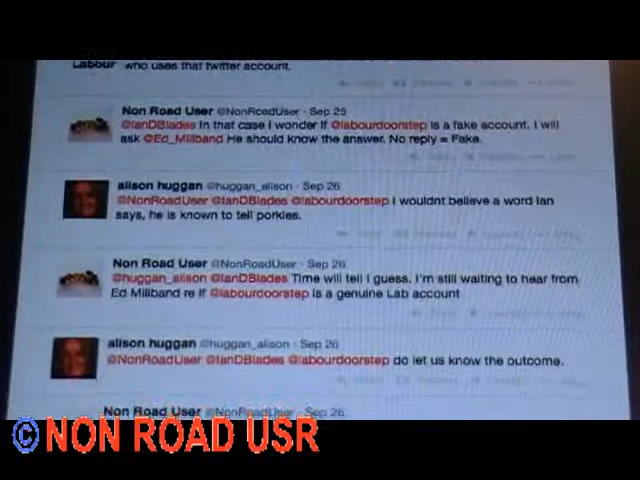 Labour who uses that twitter account.
Non Road User @NonRoadUser · Sep 25
@IanDBlades In that case I wonder if @labourdoorstep is a fake account. I will
ask @Ed_Miliband He should know the answer. No reply = Fake.
alison huggan @huggan_alison · Sep 26
@NonRoadUser @IanDBlades @labourdoorstep I wouldnt believe a word Ian
says, he is known to tell porkies.
Non Road User @NonRoadUser · Sep 26
@huggan_alison @IanDBlades Time will tell I guess. I'm still waiting to hear from
Ed Miliband re if @labourdoorstep is a genuine Lab account
alison huggan @huggan_alison · Sep 26
@NonRoadUser @IanDBlades @labourdoorstep do let us know the outcome.
Non Road User @NonRoadUser · Sep 26
© NON ROAD USR